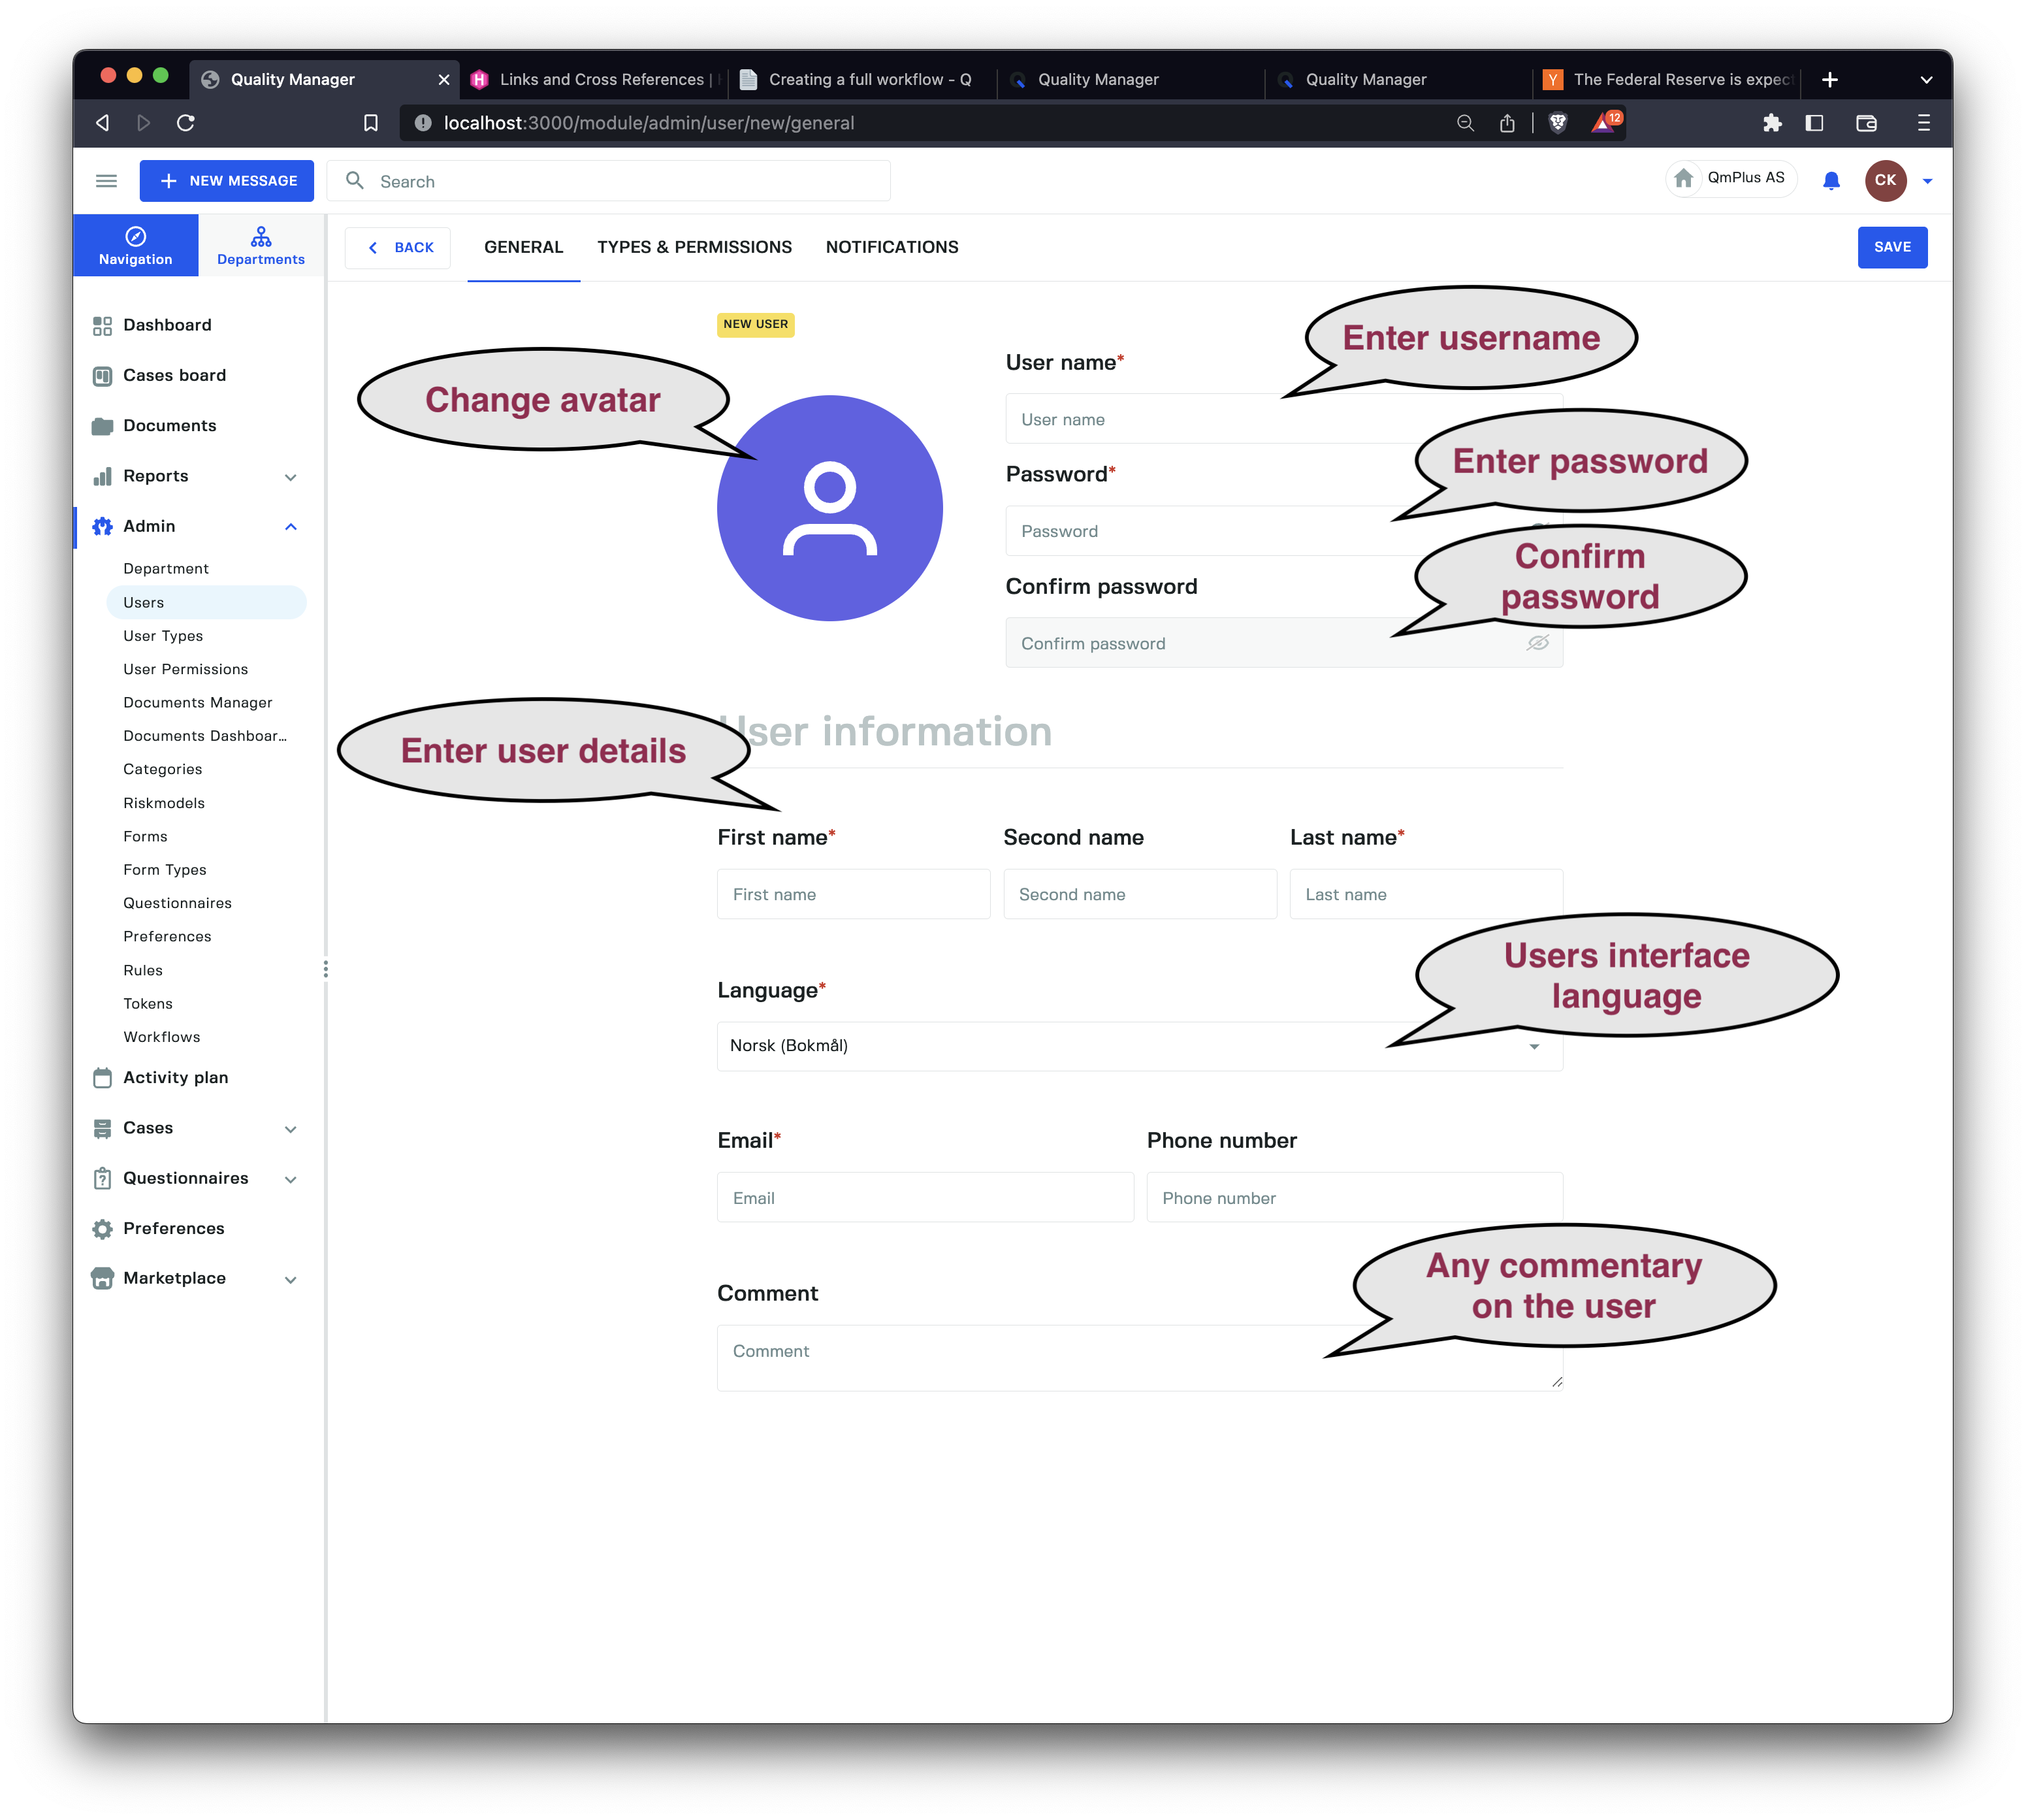 Quality Manager
Links and Cross References |
Creating a full workflow - Q
Quality Manager
Quality Manager
The Federal Reserve is expec
localhost:3000/module/admin/user/new/general
12
NEW MESSAGE
Search
QmPlus AS
CK
Navigation
Departments
BACK
GENERAL
TYPES & PERMISSIONS
NOTIFICATIONS
SAVE
Dashboard
Cases board
Documents
Reports
Admin
Department
Users
User Types
User Permissions
Documents Manager
Documents Dashboar...
Categories
Riskmodels
Forms
Form Types
Questionnaires
Preferences
Rules
Tokens
Workflows
Activity plan
Cases
Questionnaires
Preferences
Marketplace
NEW USER
Change avatar
Enter username
User name*
User name
Enter password
Password*
Password
Confirm
password
Confirm password
Confirm password
User information
Enter user details
First name*
Second name
Last name*
First name
Second name
Last name
Users interface
language
Language*
Norsk (Bokmål)
Email*
Phone number
Email
Phone number
Any commentary
on the user
Comment
Comment